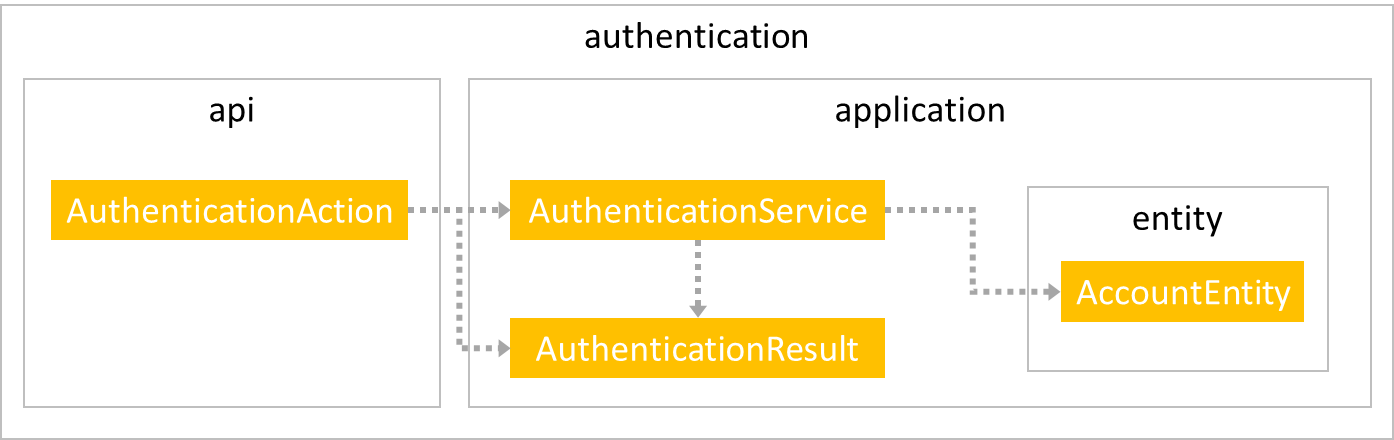 authentication
api
application
AuthenticationAction
AuthenticationService
entity
AccountEntity
AuthenticationResult